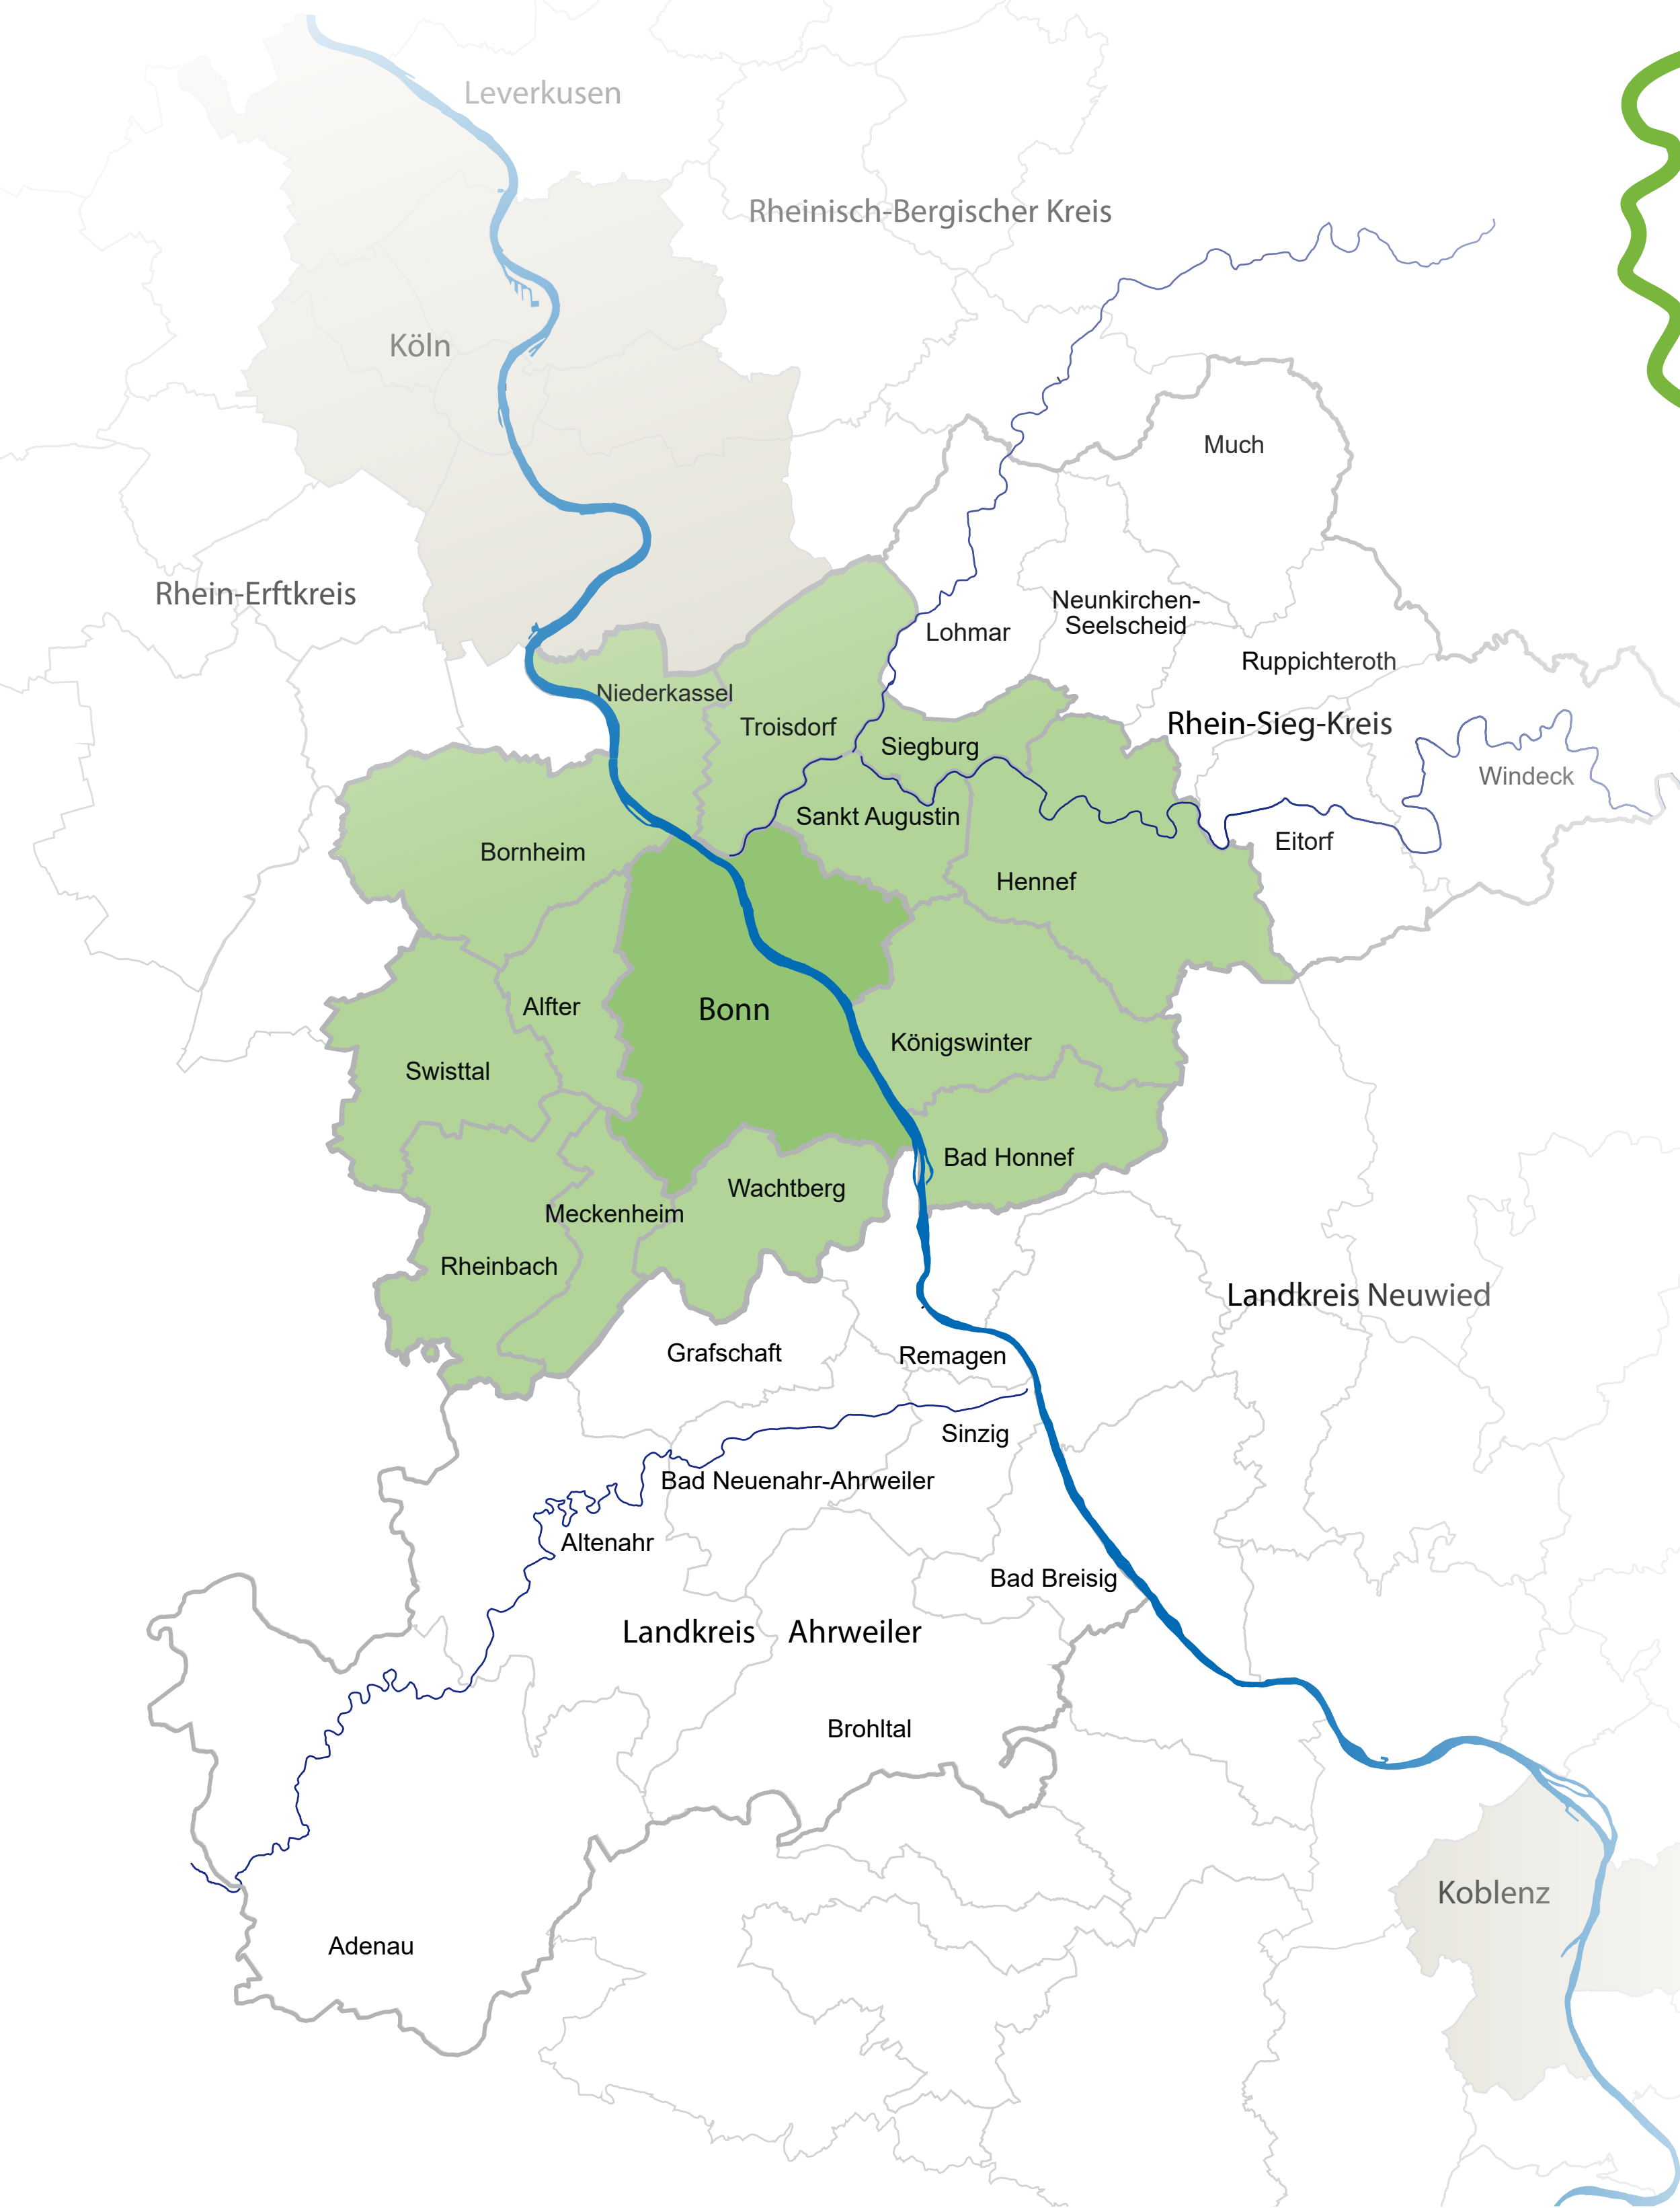 Leverkusen
Rheinisch-Bergischer Kreis
Köln
Much
Rhein-Erftkreis
Neunkirchen-
Seelscheid
Lohmar
Ruppichteroth
Niederkassel
Rhein-Sieg-Kreis
Troisdorf
Siegburg
Windeck
Sankt Augustin
Eitorf
Bornheim
Hennef
Alfter
Bonn
Königswinter
Swisttal
Bad Honnef
Wachtberg
Meckenheim
Rheinbach
Landkreis Neuwied
Grafschaft
Remagen
Sinzig
Bad Neuenahr-Ahrweiler
Altenahr
Bad Breisig
Landkreis Ahrweiler
Brohltal
Koblenz
Adenau